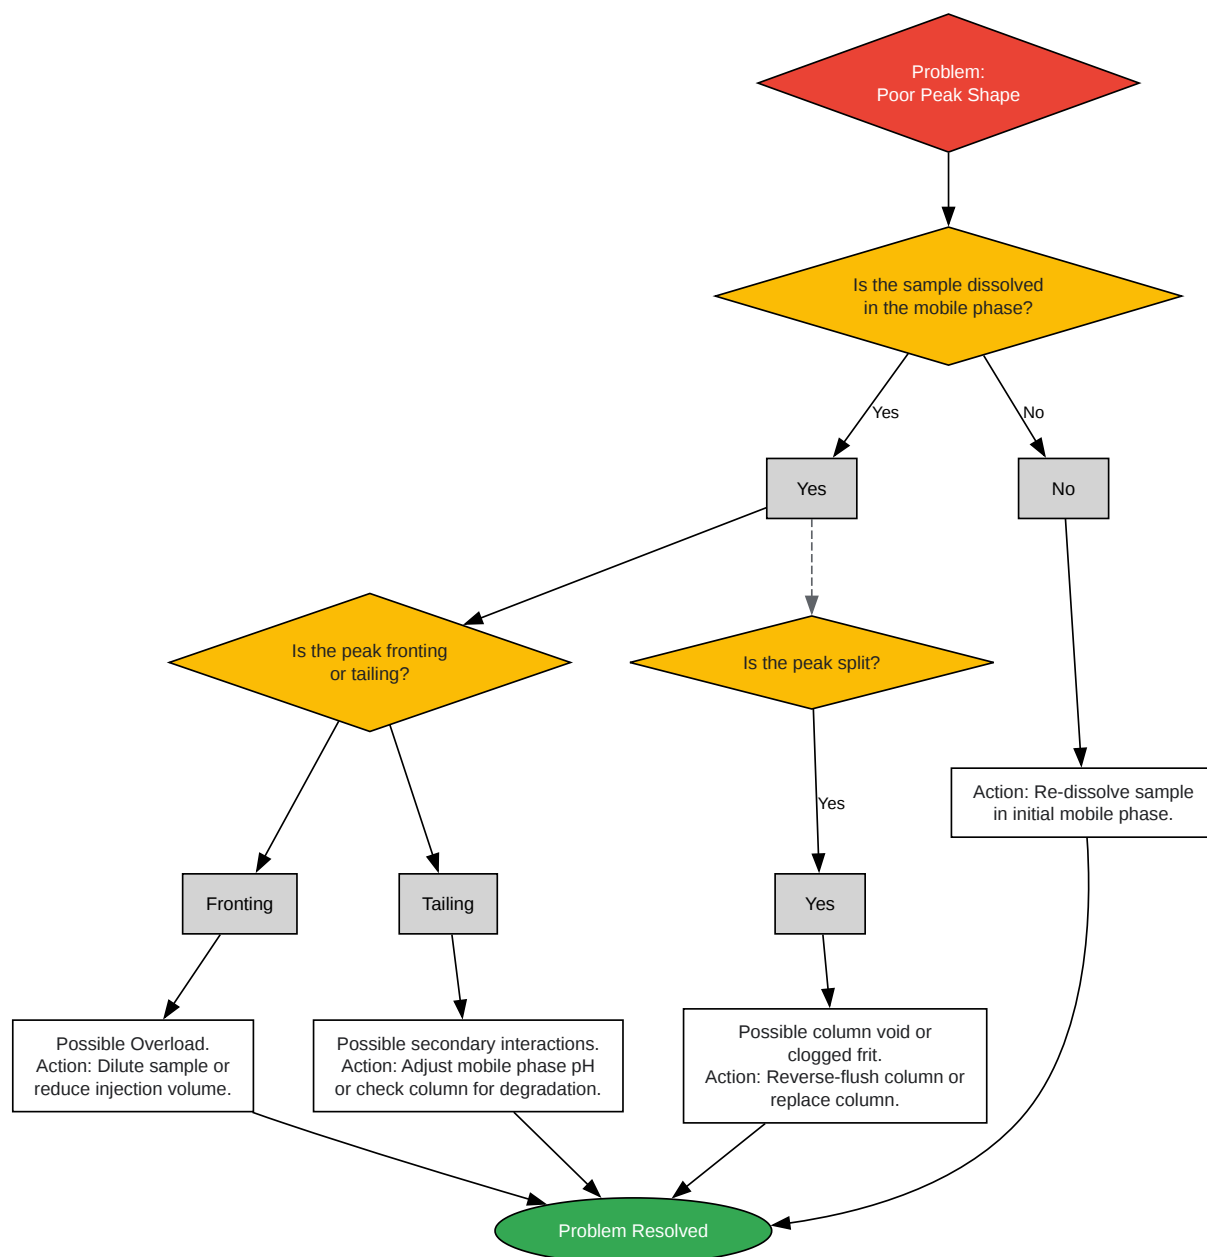 Problem:
Poor Peak Shape
Is the sample dissolved
in the mobile phase?
Yes
No
Yes
No
Is the peak fronting
or tailing?
Is the peak split?
Action: Re-dissolve sample
in initial mobile phase.
Yes
Fronting
Tailing
Yes
Possible Overload.
Action: Dilute sample or
reduce injection volume.
Possible secondary interactions.
Action: Adjust mobile phase pH
or check column for degradation.
Possible column void or
clogged frit.
Action: Reverse-flush column or
replace column.
Problem Resolved